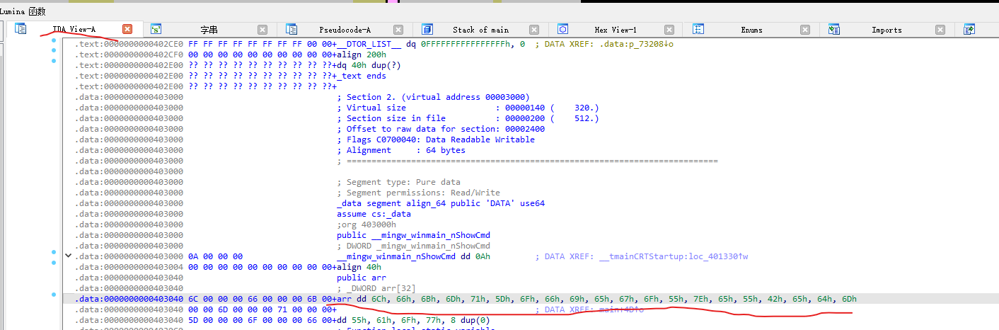 Lumina 函数
IDA View-A 字串 Pseudocode-A Stack of main Hex View-1 Enums Imports
.text:0000000000402CE0 FF FF FF FF FF FF FF FF 00 00+__DTOR_LIST__ dq 0FFFFFFFFFFFFFFFFh, 0 ; DATA XREF: .data:p_73208↓o
.text:0000000000402CF0 00 00 00 00 00 00 00 00 00 00+align 200h
.text:0000000000402E00 ?? ?? ?? ?? ?? ?? ?? ?? ?? ??+dq 40h dup(?)
.text:0000000000402E00 ?? ?? ?? ?? ?? ?? ?? ?? ?? ??+_text ends
.text:0000000000402E00 ?? ?? ?? ?? ?? ?? ?? ?? ?? ??+
.data:0000000000403000 ; Section 2. (virtual address 00003000)
.data:0000000000403000 ; Virtual size : 00000140 ( 320.)
.data:0000000000403000 ; Section size in file : 00000200 ( 512.)
.data:0000000000403000 ; Offset to raw data for section: 00002400
.data:0000000000403000 ; Flags C0700040: Data Readable Writable
.data:0000000000403000 ; Alignment : 64 bytes
.data:0000000000403000 ; ===========================================================================
.data:0000000000403000
.data:0000000000403000 ; Segment type: Pure data
.data:0000000000403000 ; Segment permissions: Read/Write
.data:0000000000403000 _data segment align_64 public 'DATA' use64
.data:0000000000403000 assume cs:_data
.data:0000000000403000 ;org 403000h
.data:0000000000403000 public __mingw_winmain_nShowCmd
.data:0000000000403000 ; DWORD _mingw_winmain_nShowCmd
.data:0000000000403000 0A 00 00 00 __mingw_winmain_nShowCmd dd 0Ah ; DATA XREF: __tmainCRTStartup:loc_401330↑w
.data:0000000000403004 00 00 00 00 00 00 00 00 00 00+align 40h
.data:0000000000403040 public arr
.data:0000000000403040 ; _DWORD arr[32]
.data:0000000000403040 6C 00 00 00 66 00 00 00 6B 00+arr dd 6Ch, 66h, 6Bh, 6Dh, 71h, 5Dh, 6Fh, 66h, 69h, 65h, 67h, 6Fh, 55h, 7Eh, 65h, 55h, 42h, 65h, 64h, 6Dh
.data:0000000000403040 00 00 6D 00 00 00 71 00 00 00+ ; DATA XREF: main+4D↑o
.data:0000000000403040 5D 00 00 00 6F 00 00 00 66 00+dd 55h, 61h, 6Fh, 77h, 8 dup(0)